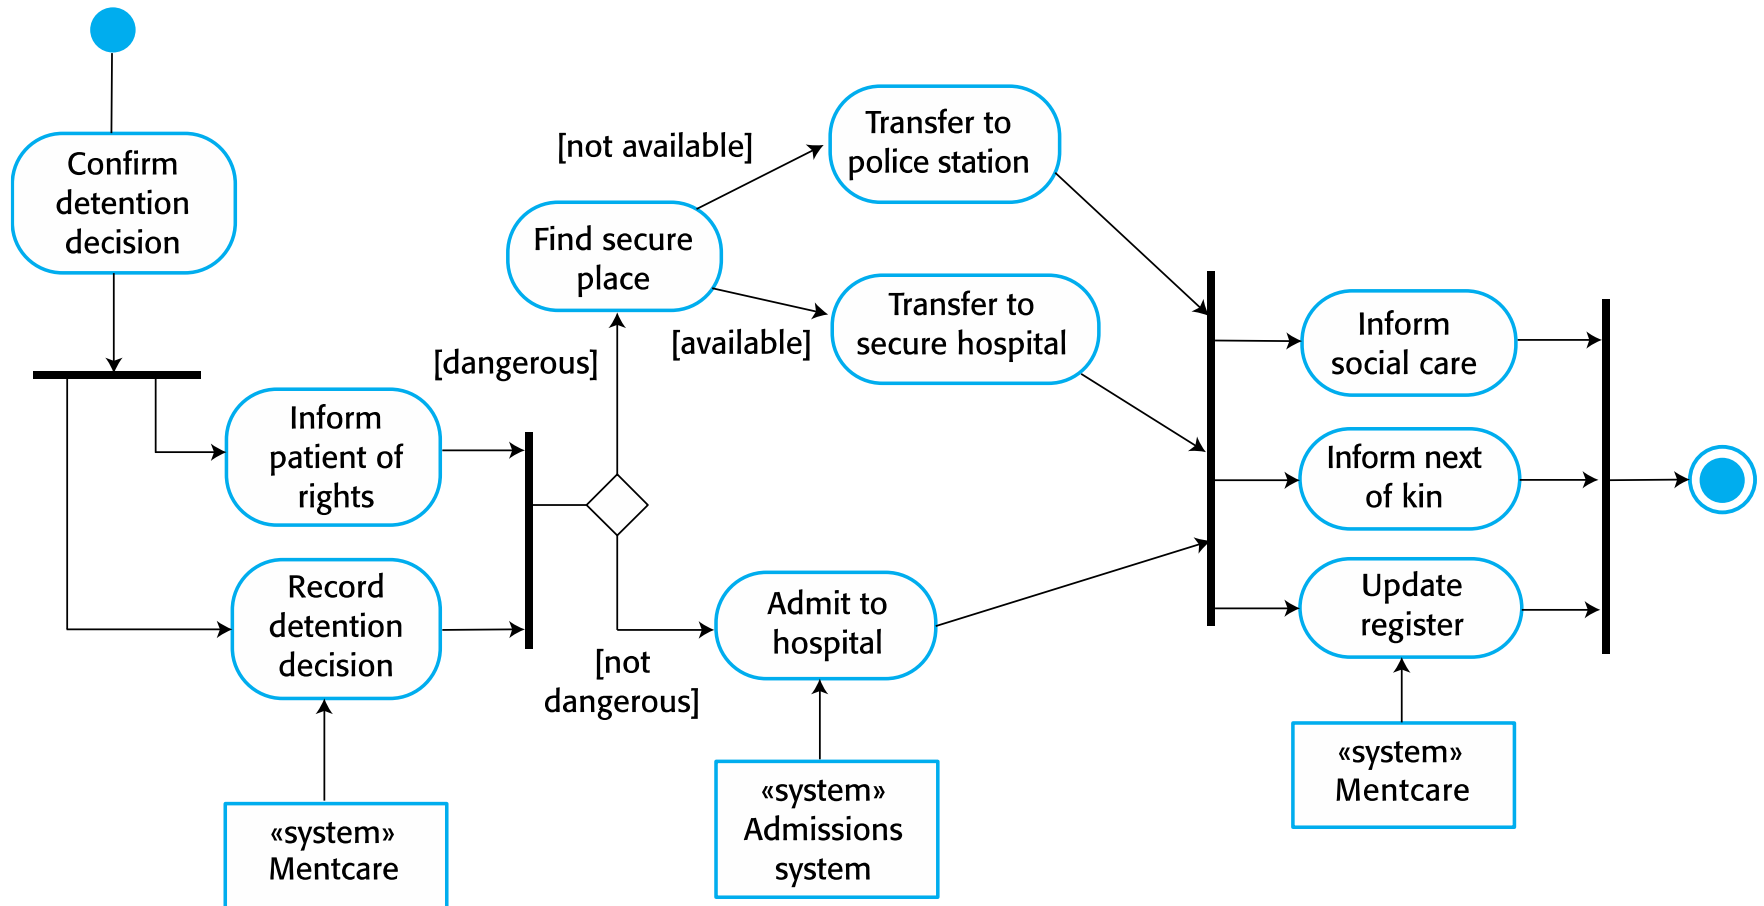 Confirm
detention
decision
Inform
patient of
rights
Record
detention
decision
«system»
Mentcare
[dangerous]
[not
dangerous]
Find secure
place
[not available]
[available]
Transfer to
police station
Transfer to
secure hospital
Admit to
hospital
«system»
Admissions
system
Inform
social care
Inform next
of kin
Update
register
«system»
Mentcare